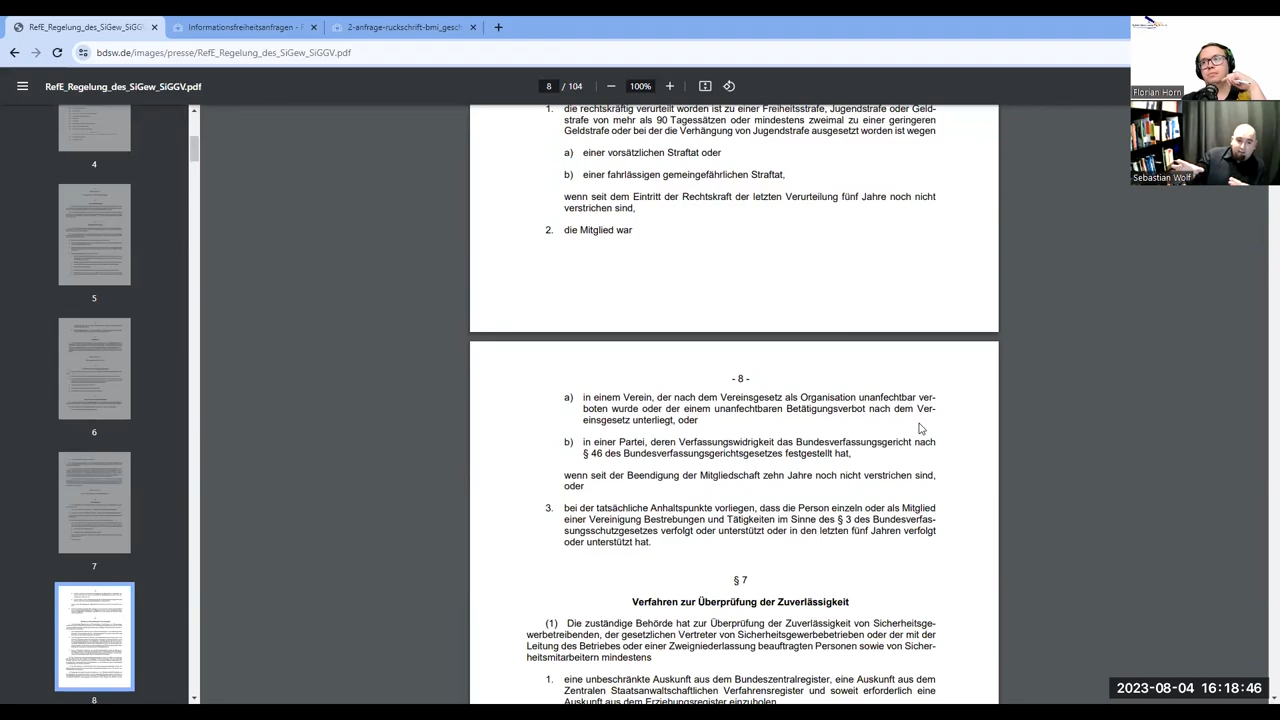 RefE_Regelung_des_SiGew_SiGG
Informationsfreiheitsanfragen -
2-anfrage-ruckschrift-bmi_gesch
bdsw.de/images/presse/RefE_Regelung_des_SiGew_SiGGV.pdf
RefE_Regelung_des_SiGew_SiGGV.pdf
8 / 104
100%
4
5
6
7
8
1. die rechtskräftig verurteilt worden ist zu einer Freiheitsstrafe, Jugendstrafe oder Geld-
strafe von mehr als 90 Tagessätzen oder mindestens zweimal zu einer geringeren
Geldstrafe oder bei der die Verhängung von Jugendstrafe ausgesetzt worden ist wegen
a) einer vorsätzlichen Straftat oder
b) einer fahrlässigen gemeingefährlichen Straftat,
wenn seit dem Eintritt der Rechtskraft der letzten Verurteilung fünf Jahre noch nicht
verstrichen sind,
2. die Mitglied war
- 8 -
a) in einem Verein, der nach dem Vereinsgesetz als Organisation unanfechtbar ver-
boten wurde oder der einem unanfechtbaren Betätigungsverbot nach dem Ver-
einsgesetz unterliegt, oder
b) in einer Partei, deren Verfassungswidrigkeit das Bundesverfassungsgericht nach
§ 46 des Bundesverfassungsgerichtsgesetzes festgestellt hat,
wenn seit der Beendigung der Mitgliedschaft zehn Jahre noch nicht verstrichen sind,
oder
3. bei der tatsächliche Anhaltspunkte vorliegen, dass die Person einzeln oder als Mitglied
einer Vereinigung Bestrebungen und Tätigkeiten im Sinne des § 3 des Bundesverfas-
sungsschutzgesetzes verfolgt oder unterstützt oder in den letzten fünf Jahren verfolgt
oder unterstützt hat.
§ 7
Verfahren zur Überprüfung der Zuverlässigkeit
(1) Die zuständige Behörde hat zur Überprüfung der Zuverlässigkeit von Sicherheitsge-
werbetreibenden, der gesetzlichen Vertreter von Sicherheitsgewerbebetrieben oder der mit der
Leitung des Betriebes oder einer Zweigniederlassung beauftragten Personen sowie von Sicher-
heitsmitarbeitern mindestens
1. eine unbeschränkte Auskunft aus dem Bundeszentralregister, eine Auskunft aus dem
Zentralen Staatsanwaltschaftlichen Verfahrensregister und soweit erforderlich eine
Auskunft aus dem Erziehungsregister einzuholen
Florian Horn
Sebastian Wolf
2023-08-04 16:18:46